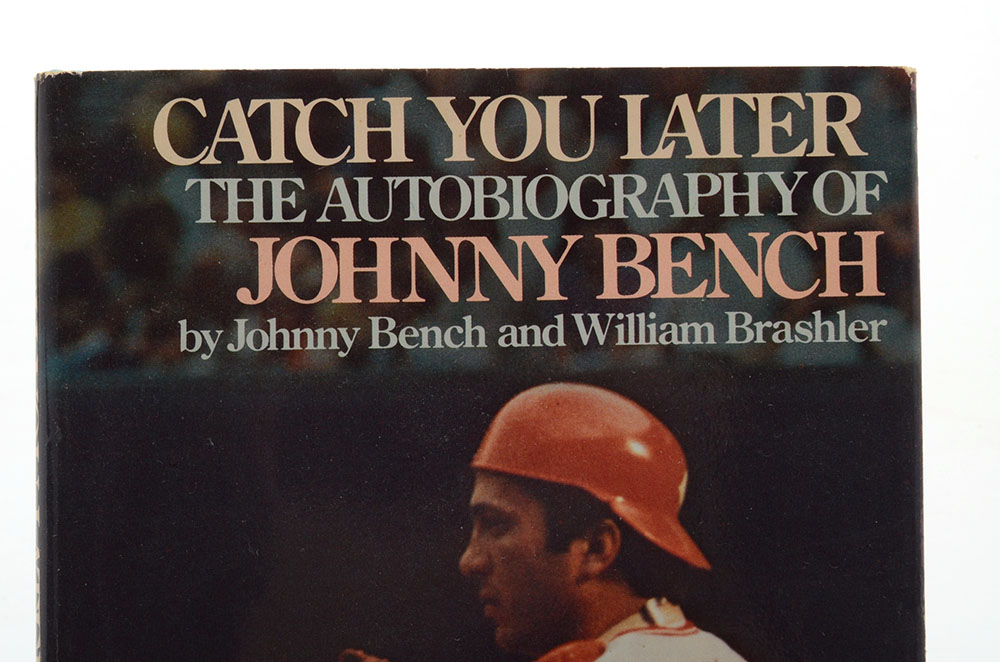 CATCH YOU LATER
THE AUTOBIOGRAPHY OF
JOHNNY BENCH
by Johnny Bench and William Brashler